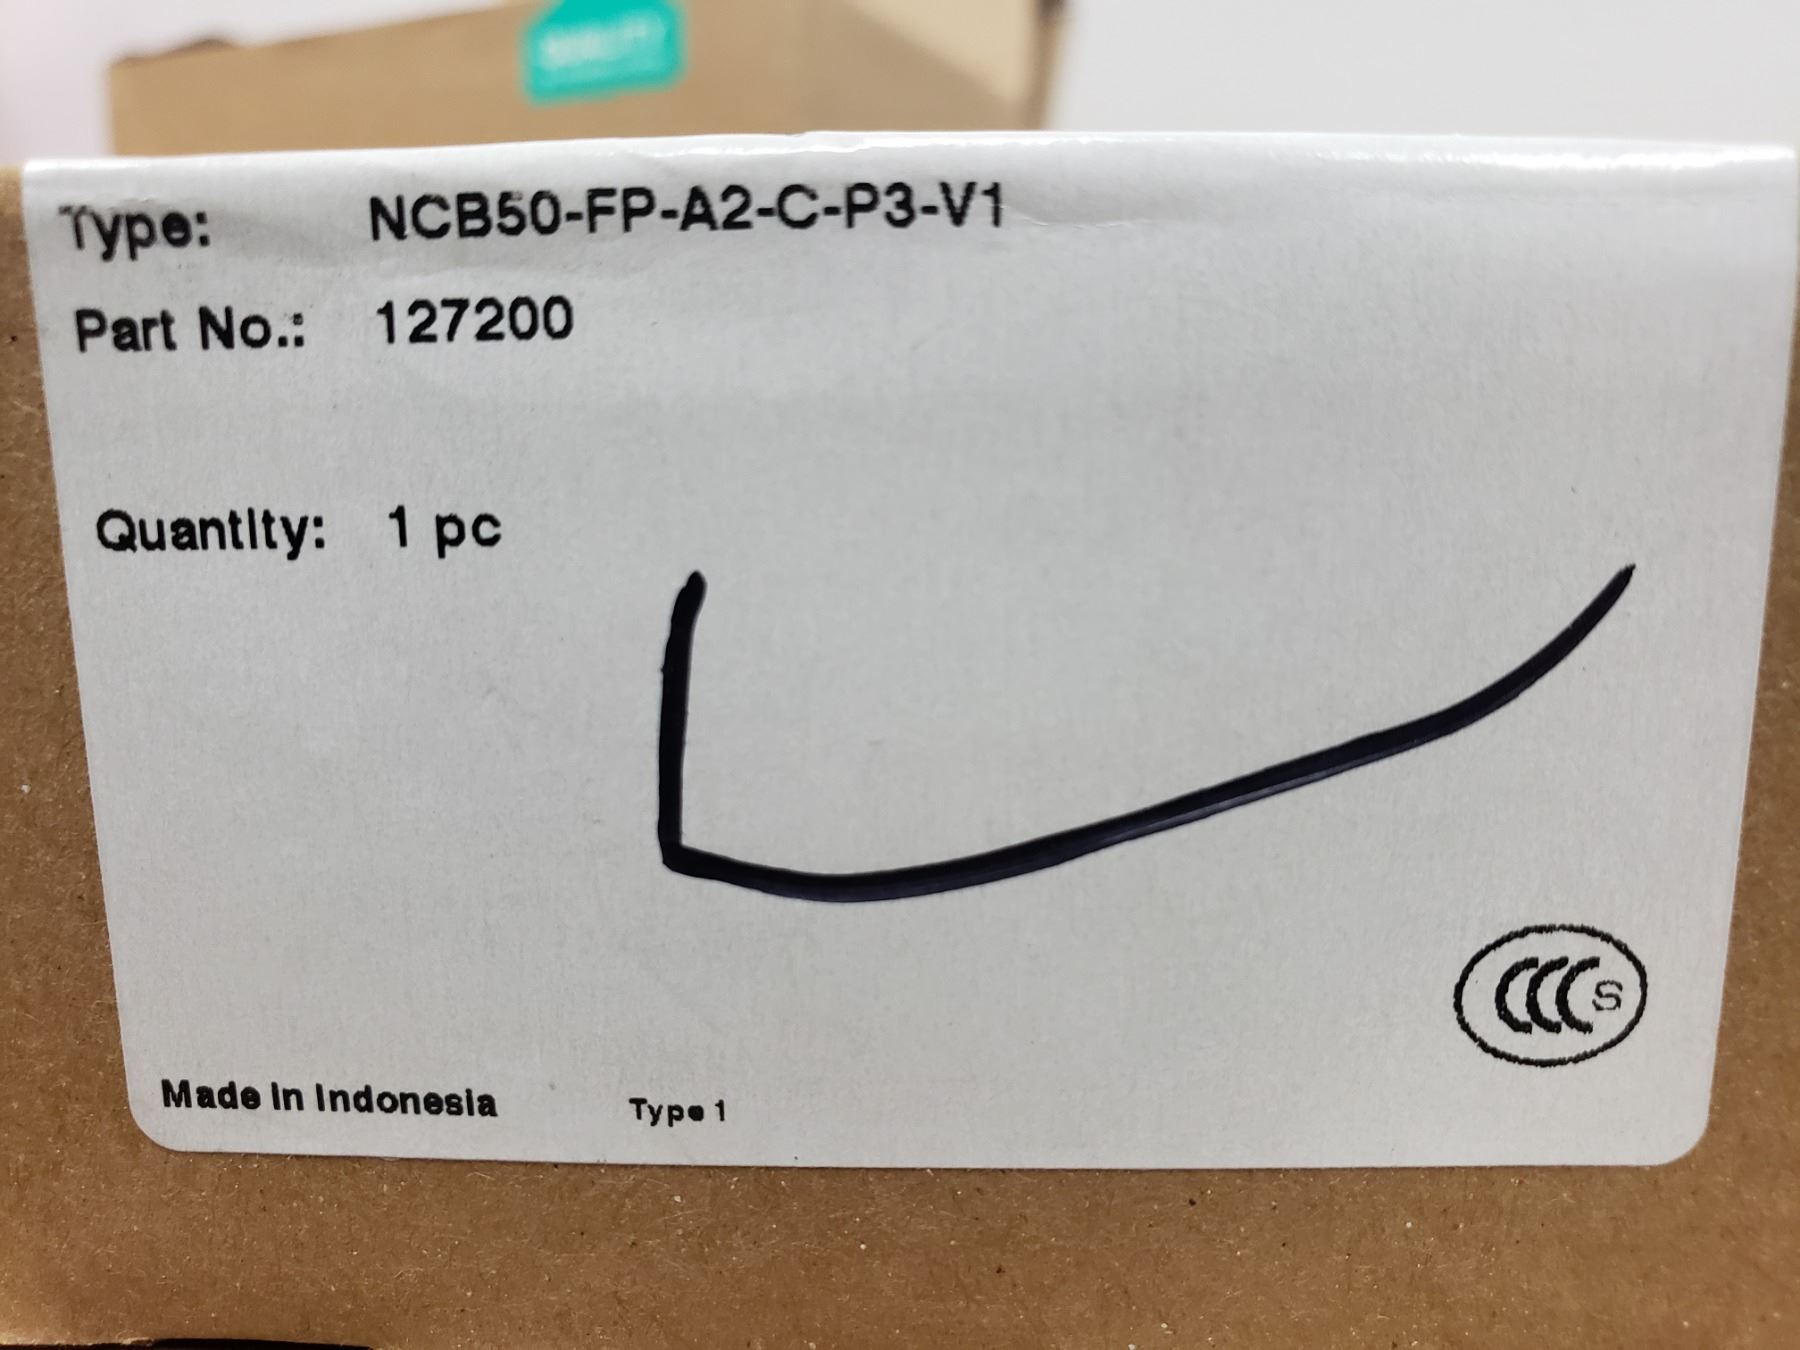 Type: NCB50-FP-A2-C-P3-V1
Part No.: 127200
Quantity: 1 pc
CCC S
Made in Indonesia Type 1